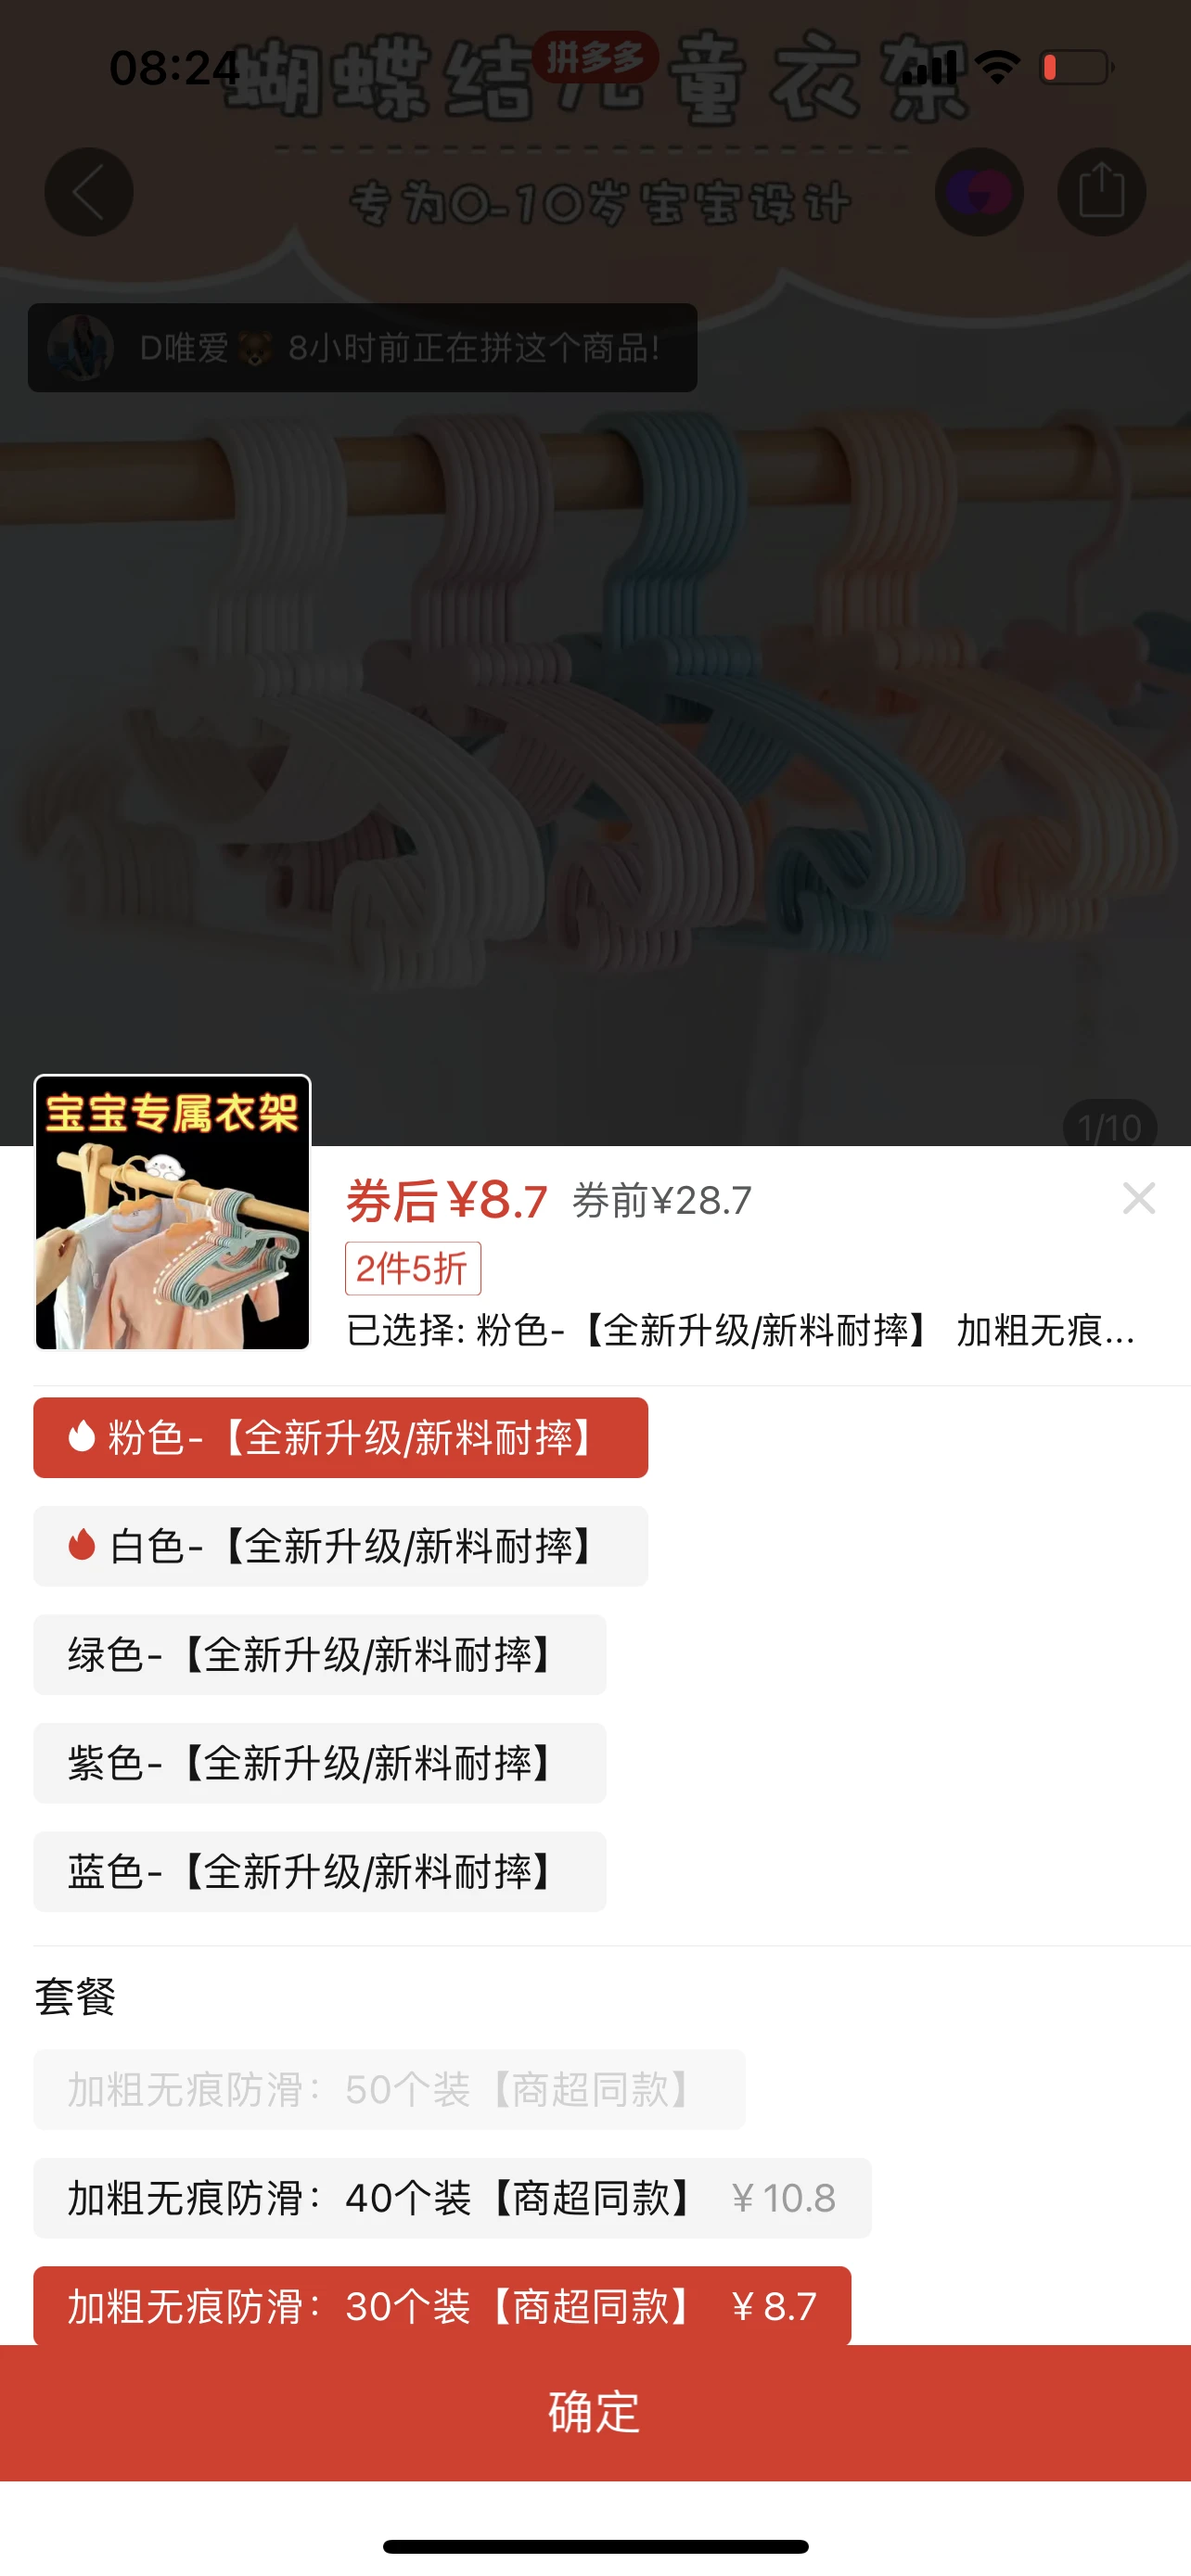 08:24
拼多多
蝴蝶结儿童衣架
专为0-10岁宝宝设计
D唯爱🐻 8小时前正在拼这个商品!
1/10
宝宝专属衣架
券后¥8.7 券前¥28.7
2件5折
已选择: 粉色-【全新升级/新料耐摔】 加粗无痕...
粉色-【全新升级/新料耐摔】
白色-【全新升级/新料耐摔】
绿色-【全新升级/新料耐摔】
紫色-【全新升级/新料耐摔】
蓝色-【全新升级/新料耐摔】
套餐
加粗无痕防滑：50个装【商超同款】
加粗无痕防滑：40个装【商超同款】 ¥ 10.8
加粗无痕防滑：30个装【商超同款】 ¥ 8.7
确定